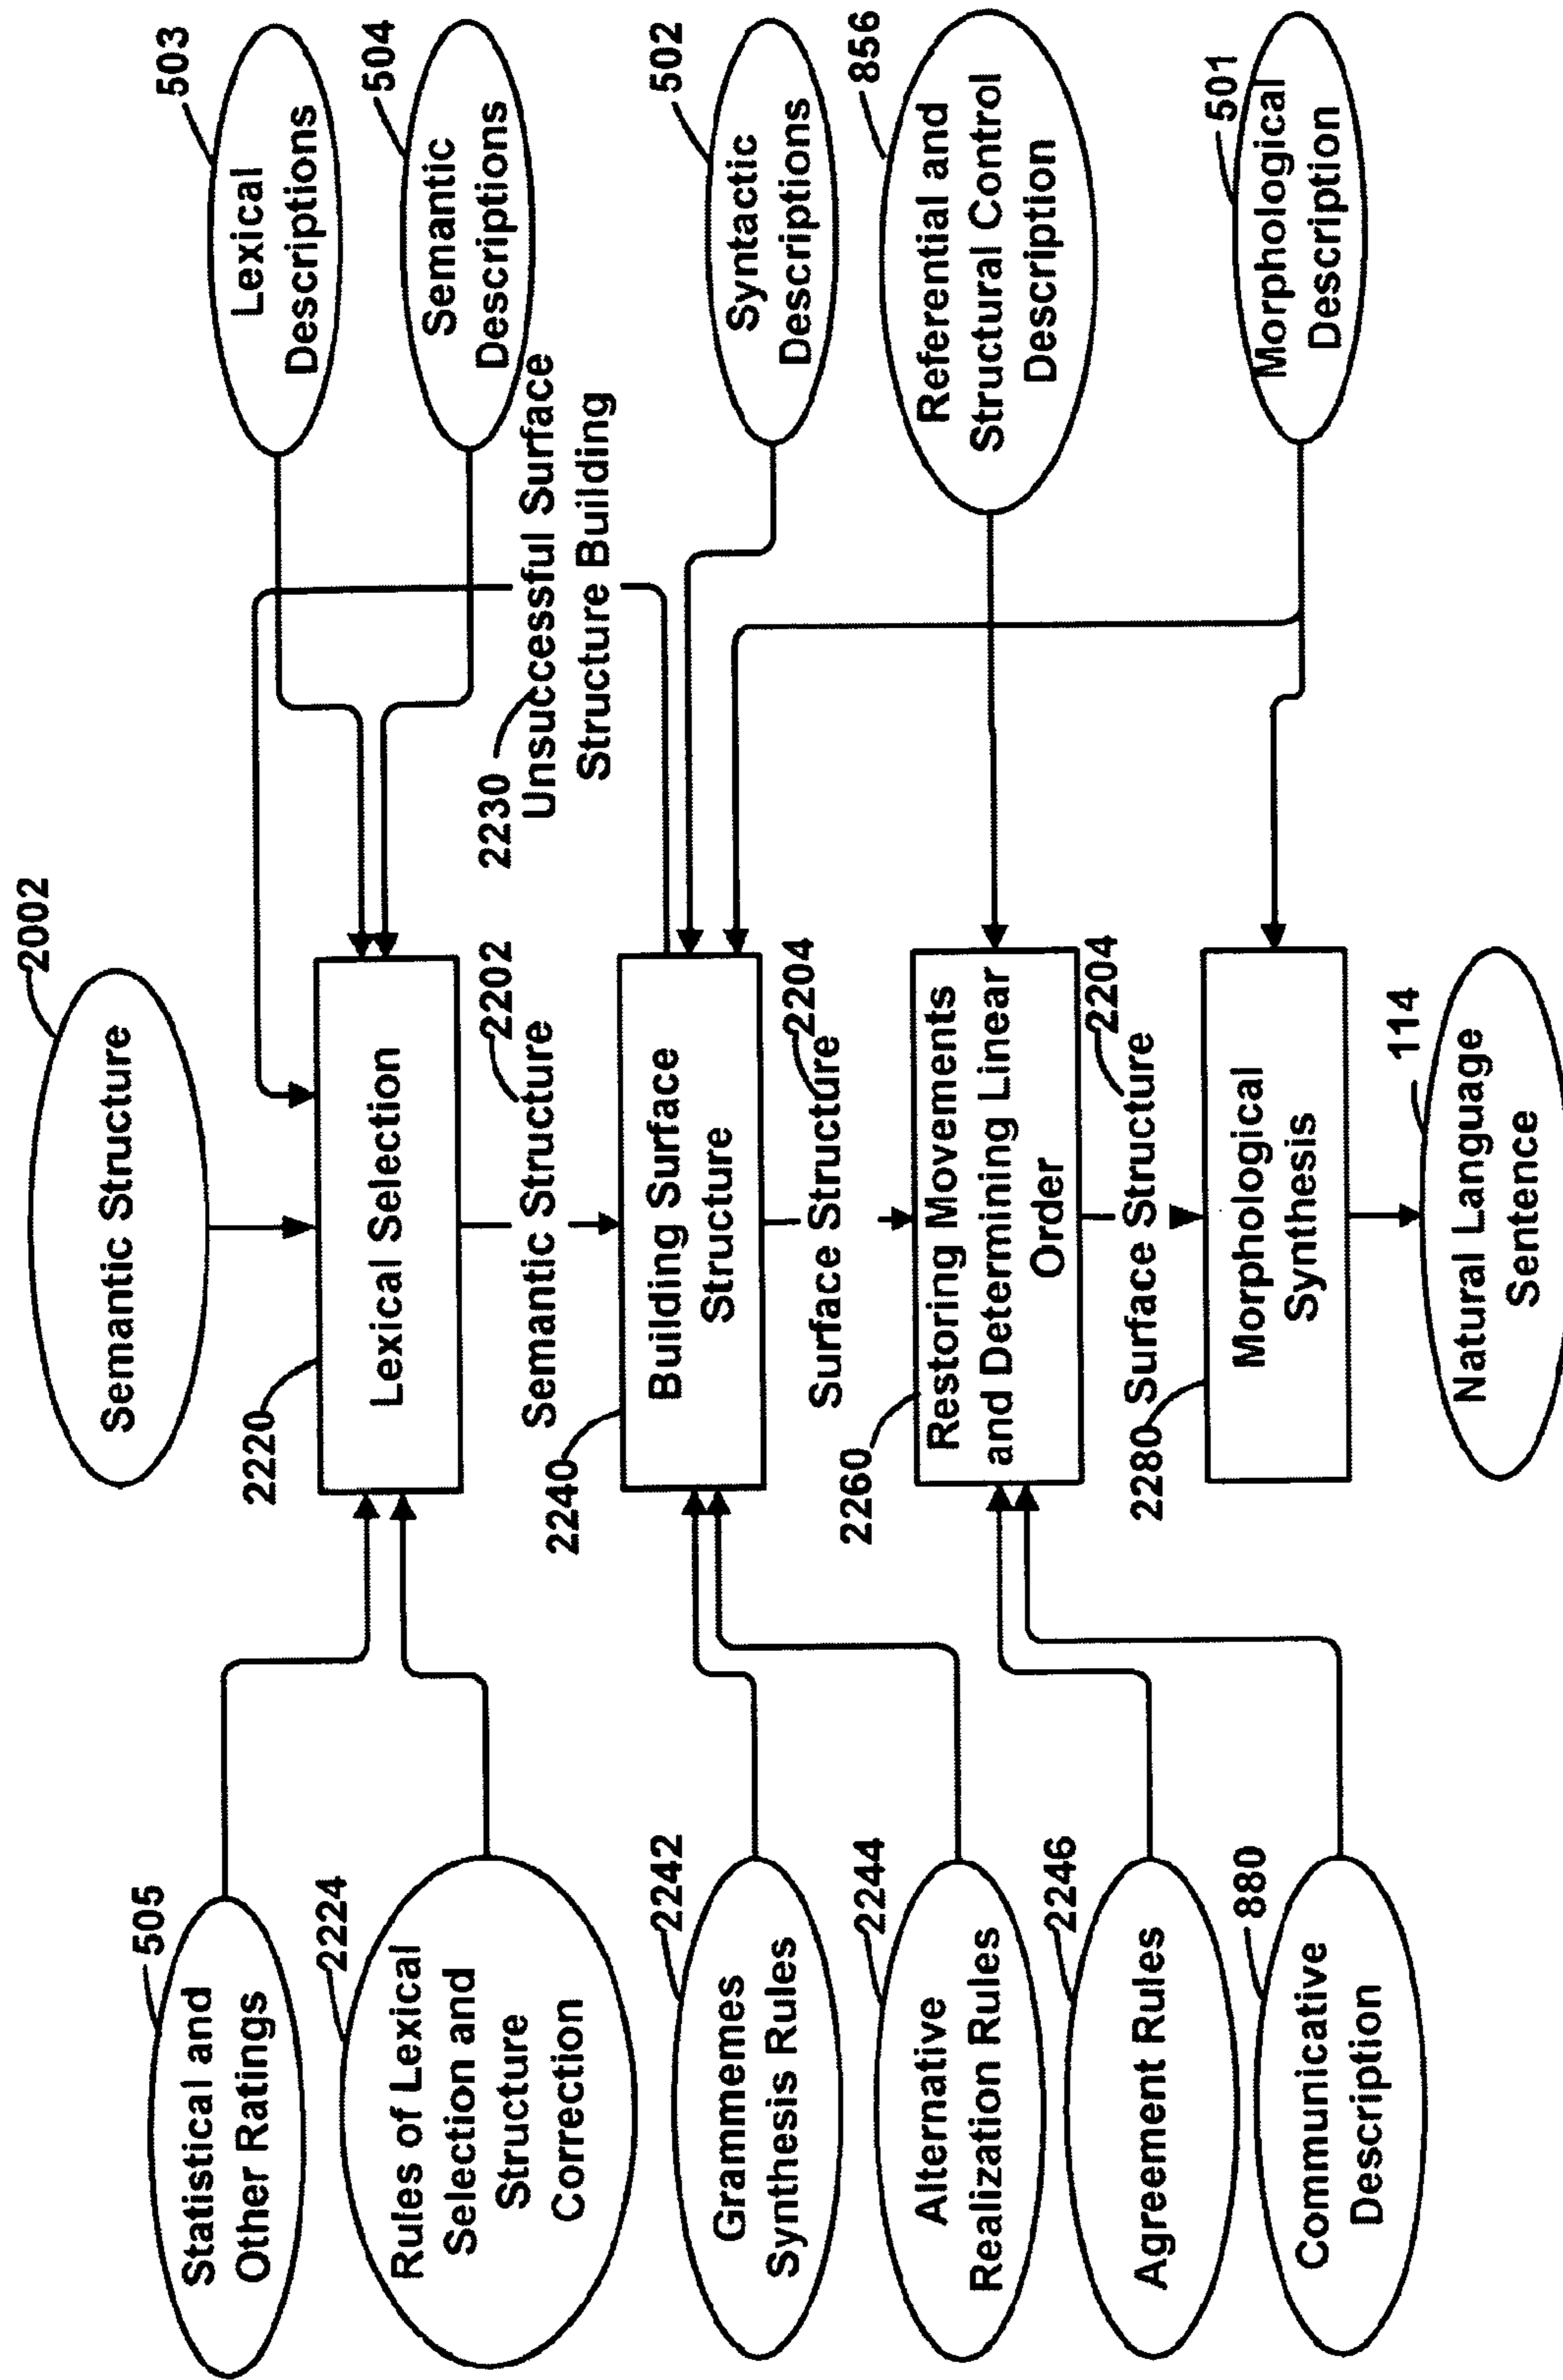 2002
Semantic Structure
505
Statistical and
Other Ratings
503
Lexical
Descriptions
2220
Lexical Selection
2224
Rules of Lexical
Selection and
Structure
Correction
504
Semantic
Descriptions
2202
Semantic Structure
2230
Unsuccessful Surface
Structure Building
2240
Building Surface
Structure
2242
Grammemes
Synthesis Rules
502
Syntactic
Descriptions
2204
Surface Structure
2244
Alternative
Realization Rules
856
Referential and
Structural Control
Description
2260
Restoring Movements
and Determining Linear
Order
2246
Agreement Rules
2204
Surface Structure
2280
Morphological
Synthesis
501
Morphological
Description
880
Communicative
Description
114
Natural Language
Sentence